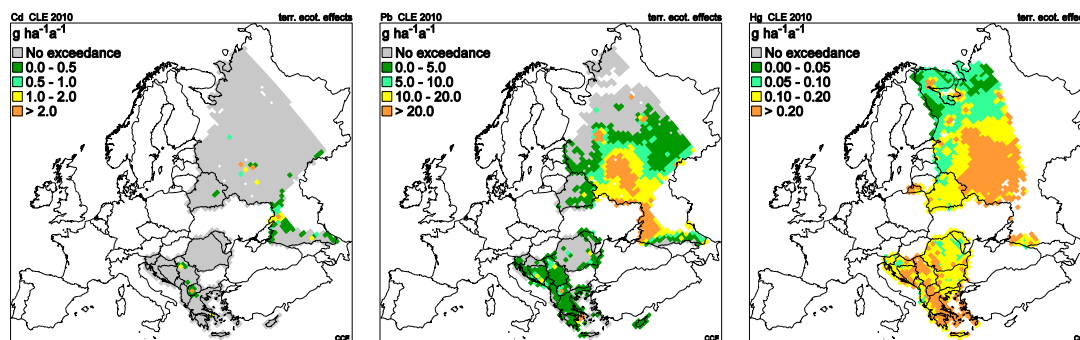 Cd CLE 2010 terr. ecot. effects
g ha⁻¹a⁻¹
No exceedance
0.0 - 0.5
0.5 - 1.0
1.0 - 2.0
> 2.0
CCE
Pb CLE 2010 terr. ecot. effects
g ha⁻¹a⁻¹
No exceedance
0.0 - 5.0
5.0 - 10.0
10.0 - 20.0
> 20.0
CCE
Hg CLE 2010 terr. ecot. effects
g ha⁻¹a⁻¹
No exceedance
0.00 - 0.05
0.05 - 0.10
0.10 - 0.20
> 0.20
CCE